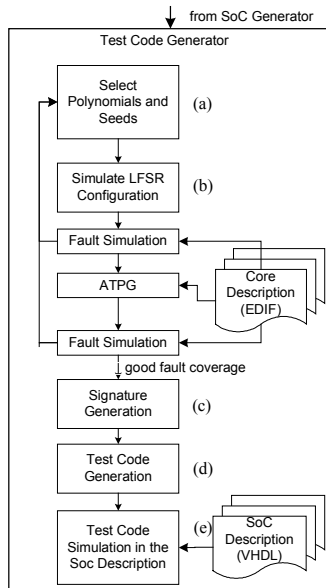 from SoC Generator
Test Code Generator
Select
Polynomials and
Seeds
(a)
Simulate LFSR
Configuration
(b)
Fault Simulation
ATPG
Core
Description
(EDIF)
Fault Simulation
good fault coverage
Signature
Generation
(c)
Test Code
Generation
(d)
Test Code
Simulation in the
Soc Description
(e)
SoC
Description
(VHDL)